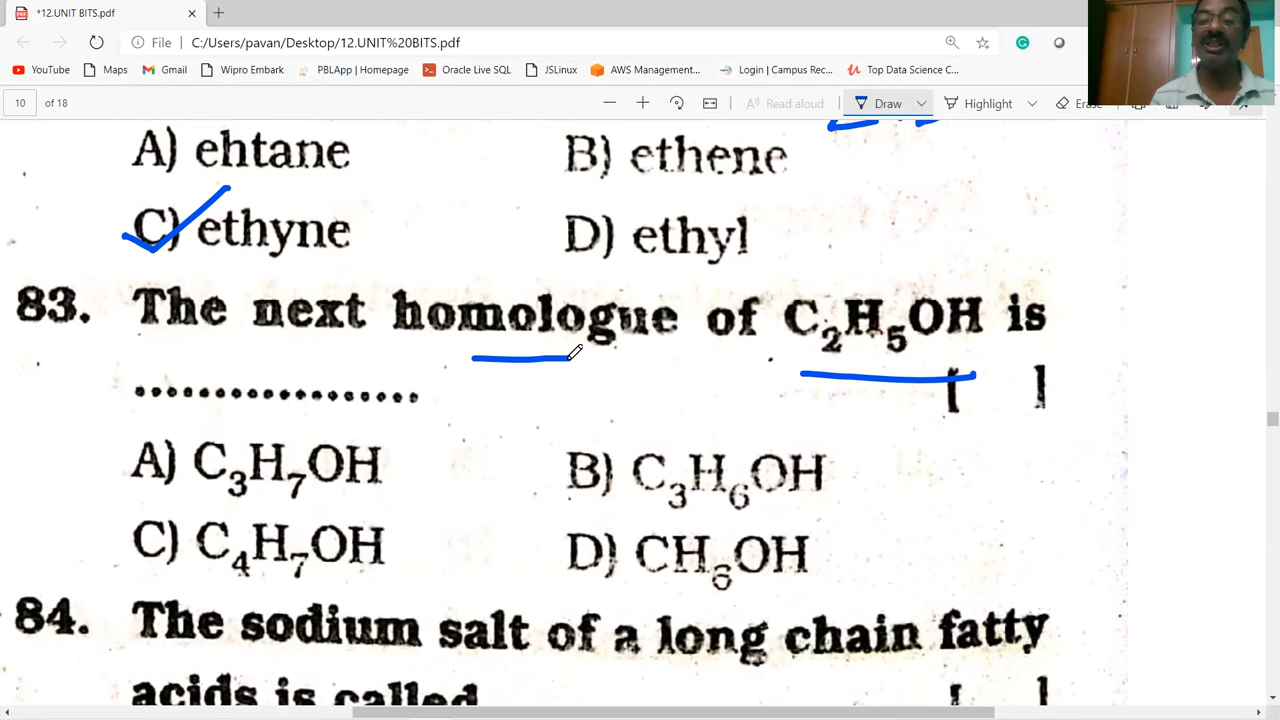 *12.UNIT BITS.pdf
File C:/Users/pavan/Desktop/12.UNIT%20BITS.pdf
YouTube Maps Gmail Wipro Embark PBLApp | Homepage Oracle Live SQL JSLinux AWS Management... Login | Campus Rec... Top Data Science C...
10 of 18 Read aloud Draw Highlight
A) ehtane B) ethene
C) ethyne D) ethyl
83. The next homologue of C₂H₅OH is
.................. [ ]
A) C₃H₇OH B) C₃H₆OH
C) C₄H₇OH D) CH₆OH
84. The sodium salt of a long chain fatty
acids is called [ ]